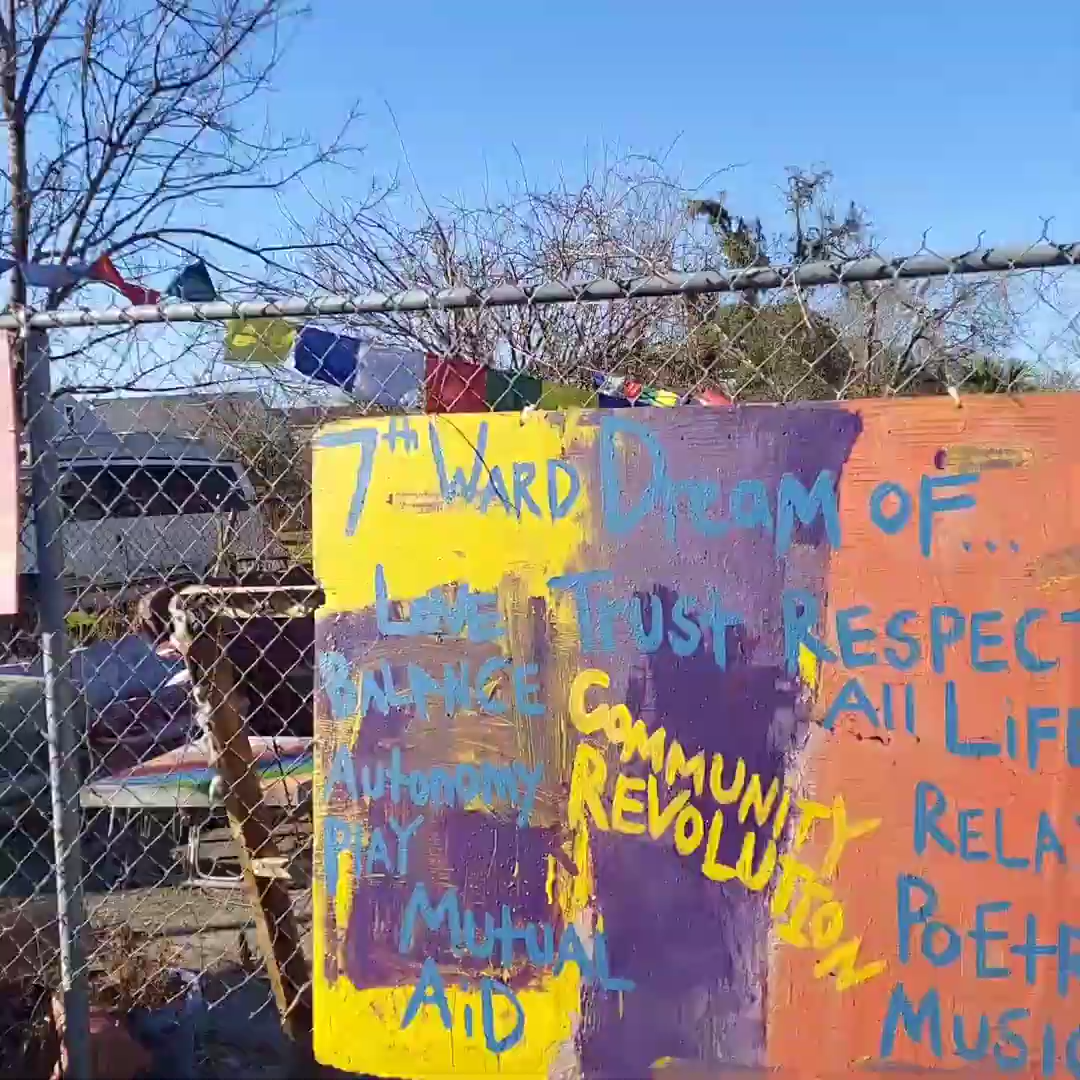 7th WARD Dream OF...
LOVE Trust RESPECT
BALANCE All LiFE
COMMUNITY
Autonomy REVOLUTION RELA
PlAY
Mutual POEtR
AiD MUSIC